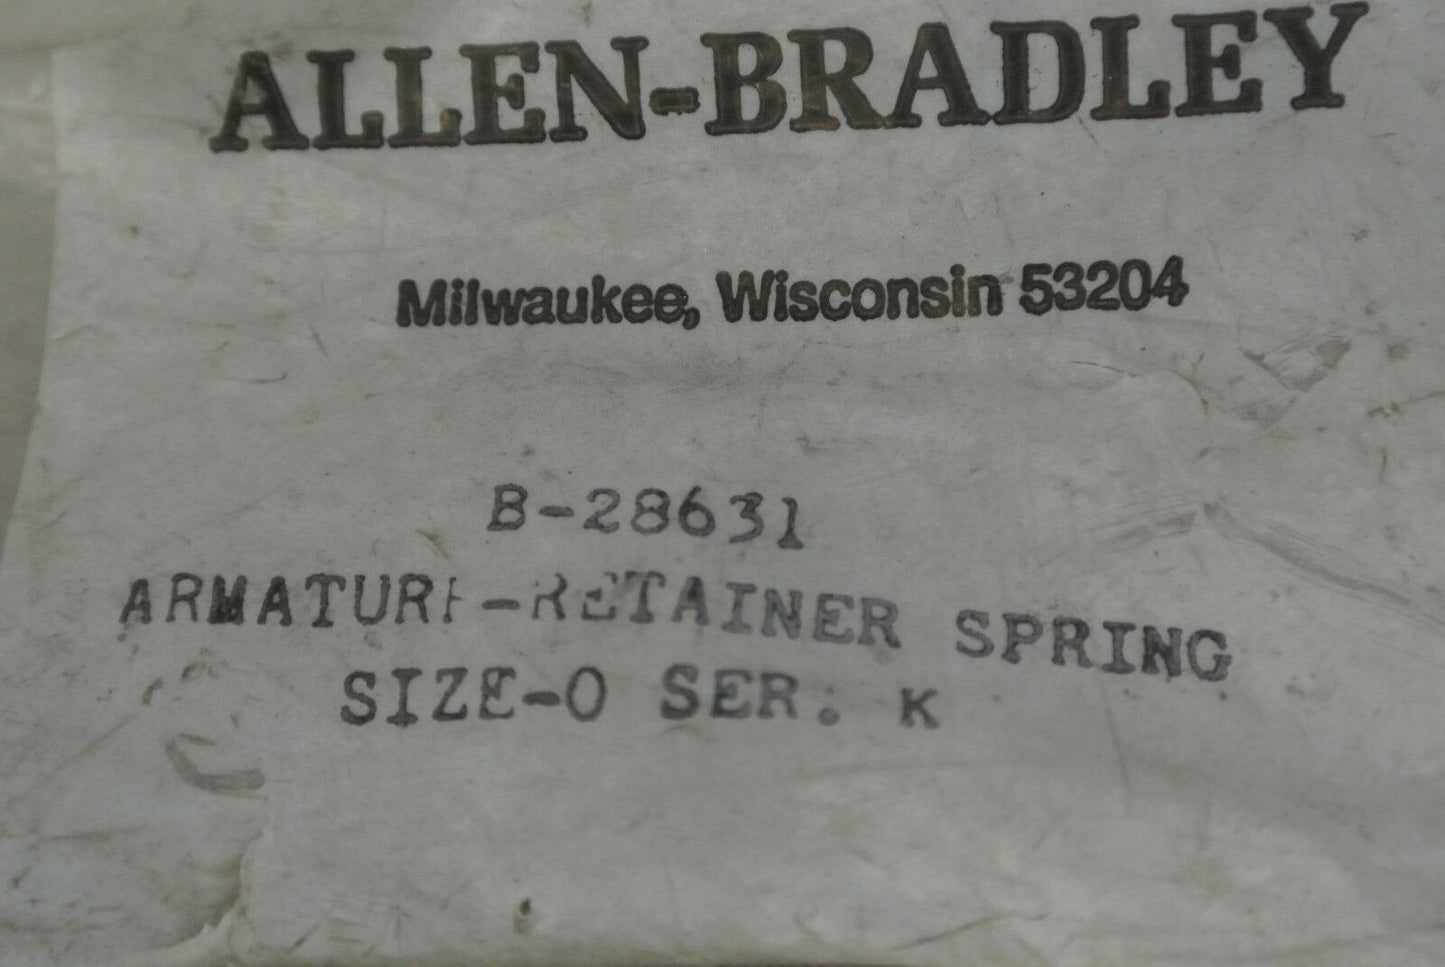 ALLEN-BRADLEY
Milwaukee, Wisconsin 53204
B-28631
ARMATURE-RETAINER SPRING
SIZE-0 SER. K